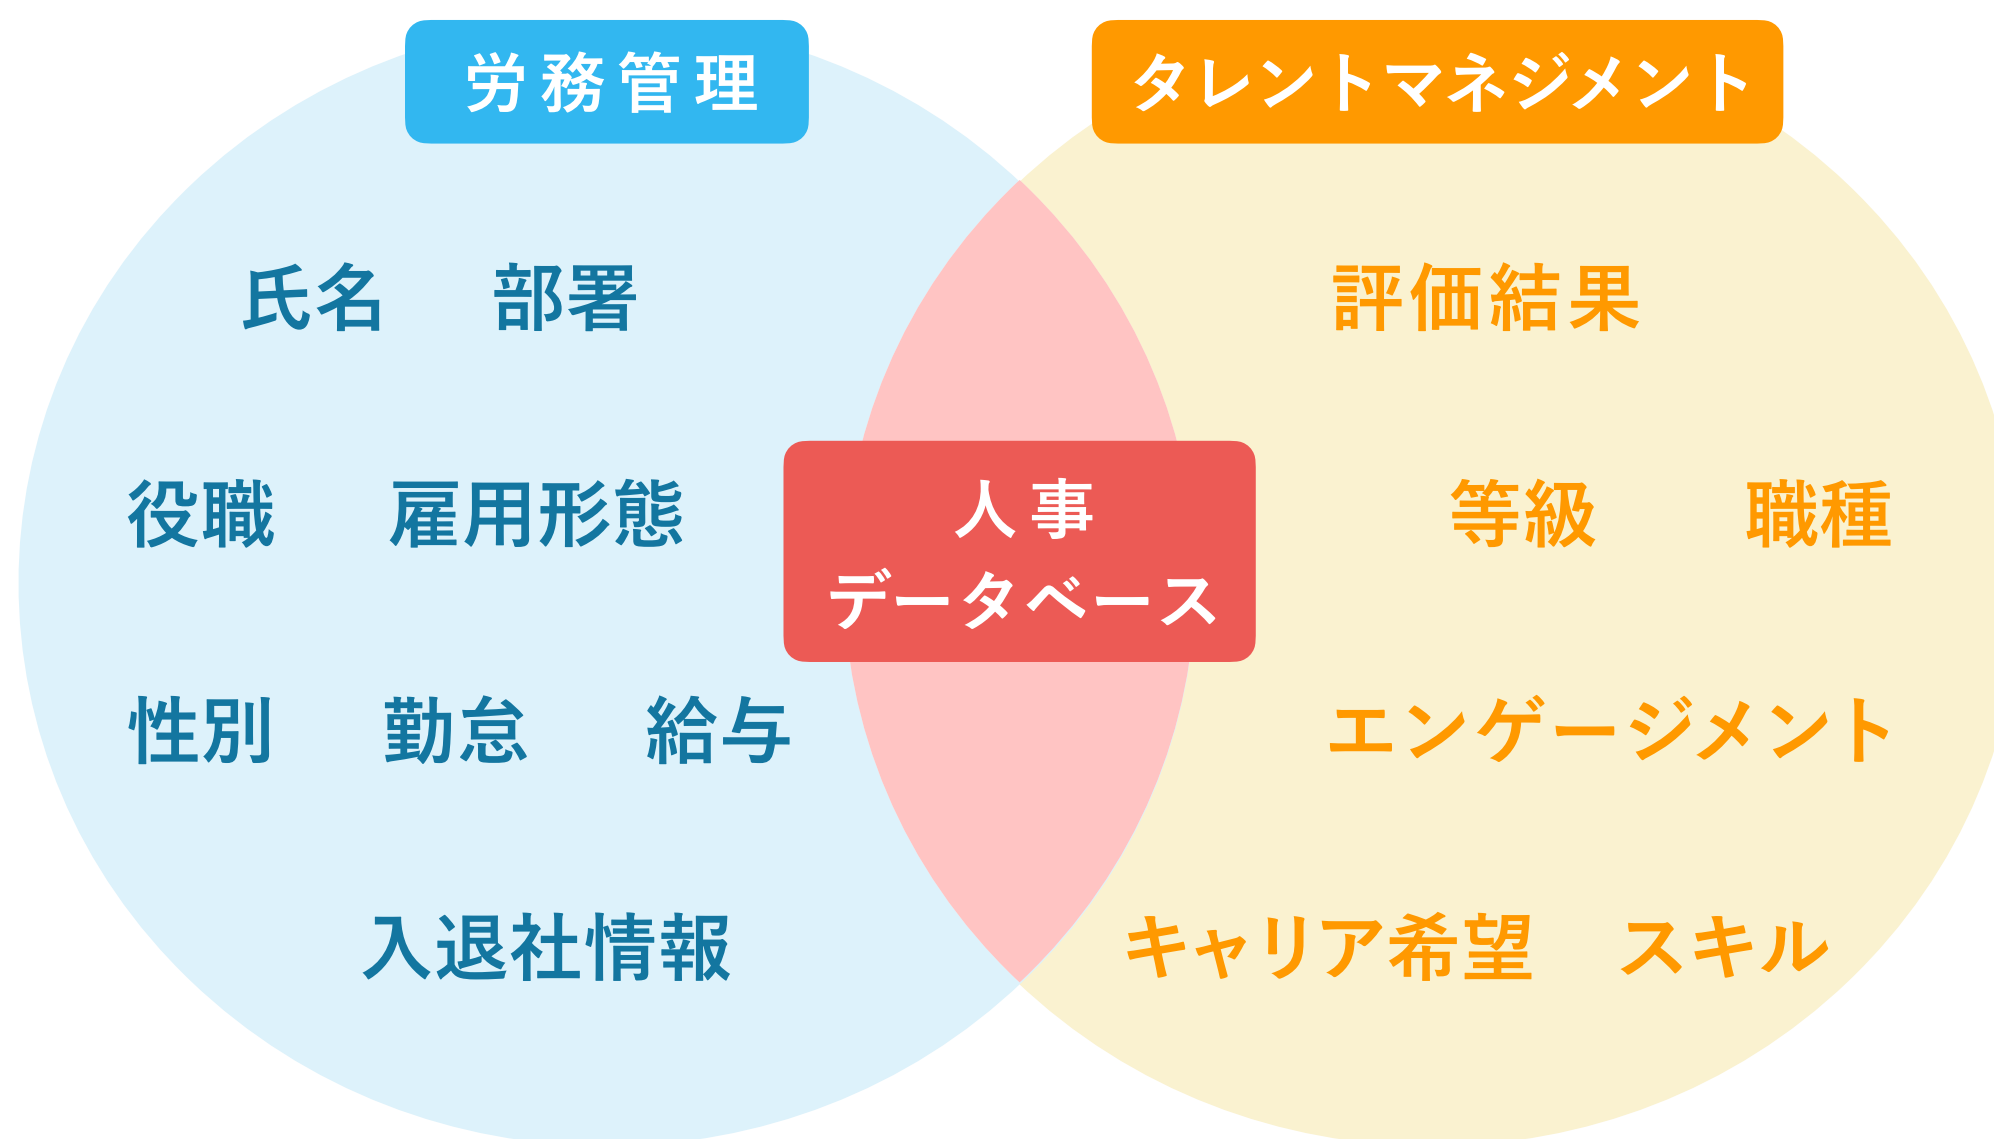 労務管理
タレントマネジメント
氏名 部署
役職 雇用形態
性別 勤怠 給与
入退社情報
人事
データベース
評価結果
等級 職種
エンゲージメント
キャリア希望 スキル